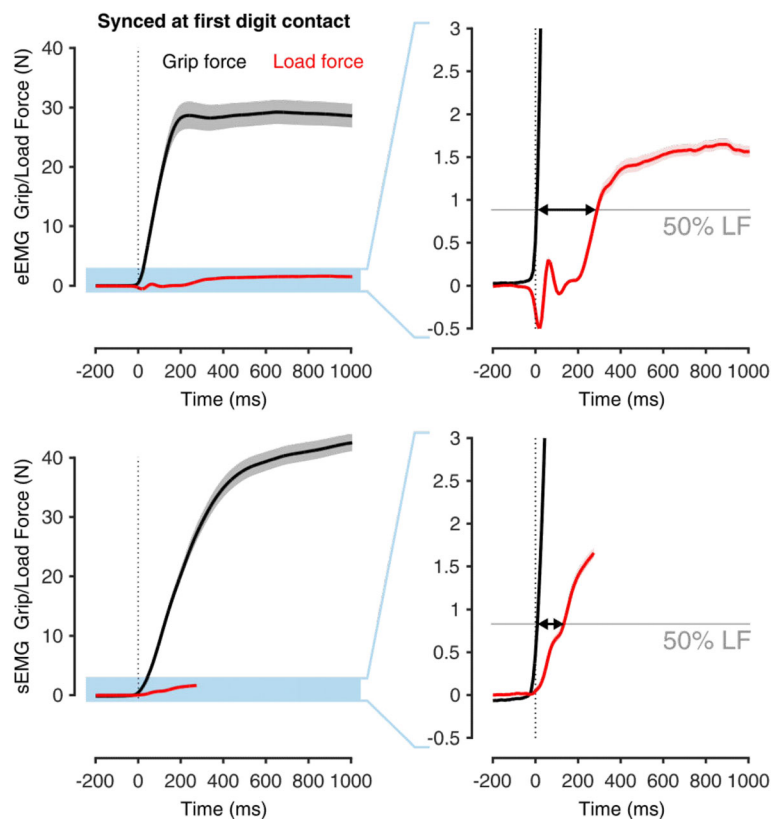 Synced at first digit contact
Grip force Load force
eEMG Grip/Load Force (N)
40
30
20
10
0
-200 0 200 400 600 800 1000
Time (ms)
3
2.5
2
1.5
1
0.5
0
-0.5
50% LF
-200 0 200 400 600 800 1000
Time (ms)
sEMG Grip/Load Force (N)
40
30
20
10
0
-200 0 200 400 600 800 1000
Time (ms)
3
2.5
2
1.5
1
0.5
0
-0.5
50% LF
-200 0 200 400 600 800 1000
Time (ms)